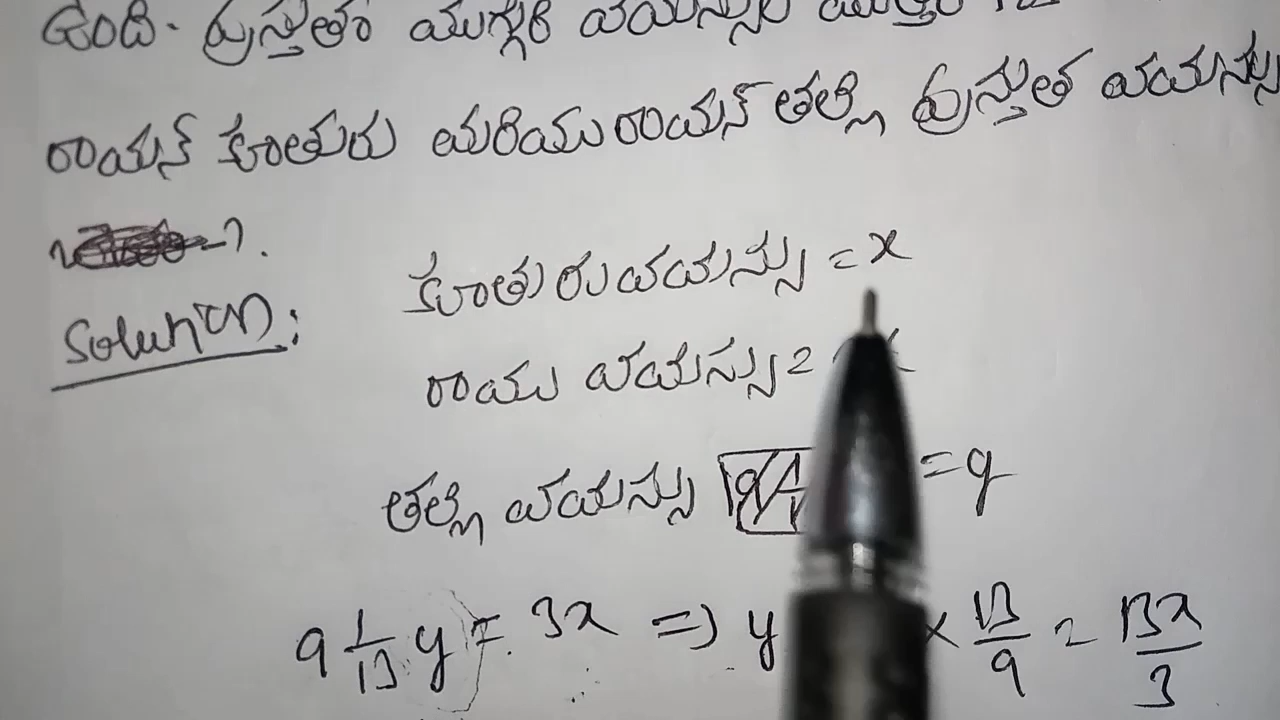 ఉంది. ప్రస్తుతం ముగ్గురి వయస్సుల
రాయన్ కూతురు మరియు రాయన్ తల్లి ప్రస్తుత వయస్సు
?.
Solution: కూతురు వయస్సు = x
రాయు వయస్సు =
తల్లి వయస్సు = y
9 1/13 y = 3x => y × 13/9 = 13x/3